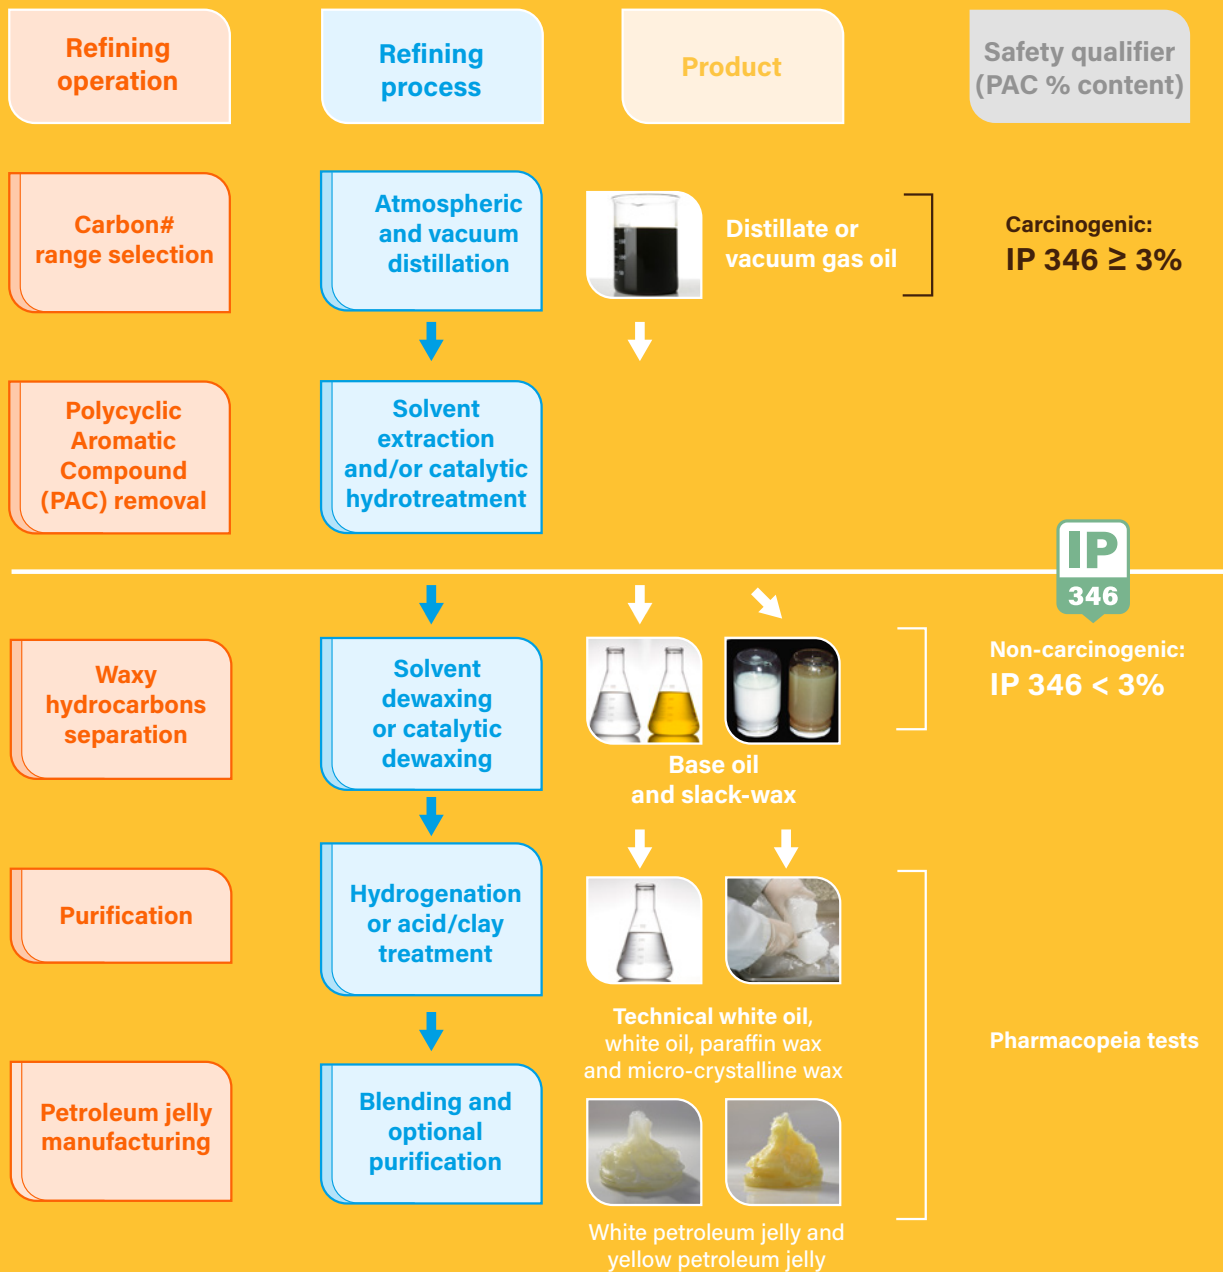 Refining
operation
Refining
process
Product
Safety qualifier
(PAC % content)
Carbon#
range selection
Atmospheric
and vacuum
distillation
Distillate or
vacuum gas oil
Carcinogenic:
IP 346 ≥ 3%
Polycyclic
Aromatic
Compound
(PAC) removal
Solvent
extraction
and/or catalytic
hydrotreatment
IP
346
Waxy
hydrocarbons
separation
Solvent
dewaxing
or catalytic
dewaxing
Base oil
and slack-wax
Non-carcinogenic:
IP 346 < 3%
Purification
Hydrogenation
or acid/clay
treatment
Technical white oil,
white oil, paraffin wax
and micro-crystalline wax
Pharmacopeia tests
Petroleum jelly
manufacturing
Blending and
optional
purification
White petroleum jelly and
yellow petroleum jelly